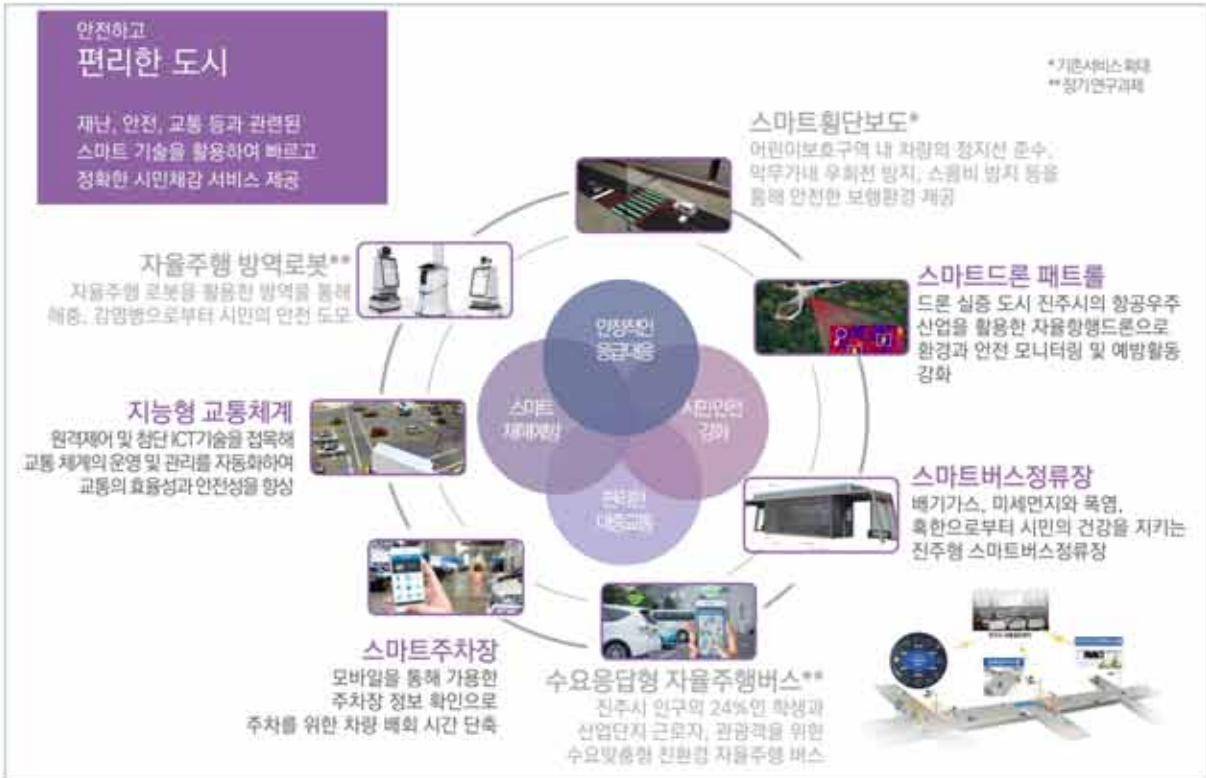 안전하고
편리한 도시
재난, 안전, 교통 등과 관련된
스마트 기술을 활용하여 빠르고
정확한 시민체감 서비스 제공
* 기존서비스 확대
** 장기 연구과제
스마트횡단보도*
어린이보호구역 내 차량의 정지선 준수,
막무가내 우회전 방지, 스몸비 방지 등을
통해 안전한 보행환경 제공
자율주행 방역로봇**
자율주행 로봇을 활용한 방역을 통해
해충, 감염병으로부터 시민의 안전 도모
스마트드론 패트롤
드론 실증 도시 진주시의 항공우주
산업을 활용한 자율항행드론으로
환경과 안전 모니터링 및 예방활동
강화
안정적인
응급대응
스마트
재해예방
시민안전
강화
편리한
대중교통
지능형 교통체계
원격제어 및 첨단 ICT기술을 접목해
교통 체계의 운영 및 관리를 자동화하여
교통의 효율성과 안전성을 향상
스마트버스정류장
배기가스, 미세먼지와 폭염,
혹한으로부터 시민의 건강을 지키는
진주형 스마트버스정류장
스마트주차장
모바일을 통해 가용한
주차장 정보 확인으로
주차를 위한 차량 배회 시간 단축
수요응답형 자율주행버스**
진주시 인구의 24%인 학생과
산업단지 근로자, 관광객을 위한
수요맞춤형 친환경 자율주행 버스